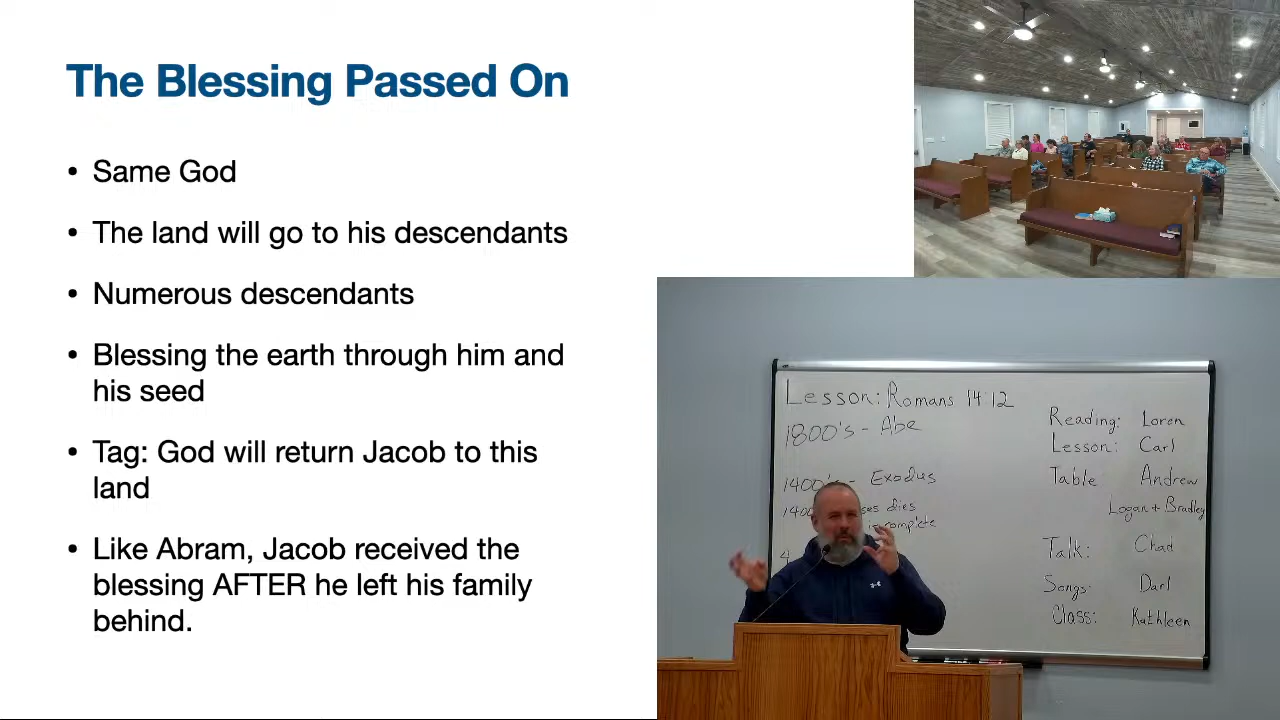 The Blessing Passed On
• Same God
• The land will go to his descendants
• Numerous descendants
• Blessing the earth through him and
his seed
• Tag: God will return Jacob to this
land
• Like Abram, Jacob received the
blessing AFTER he left his family
behind.
Lesson: Romans 14:12
1800's - Abe
1400's - Exodus
dies
complete
Reading: Loren
Lesson: Carl
Table Andrew
Logan + Bradley
Talk: Chad
Songs: Darl
Class: Kathleen